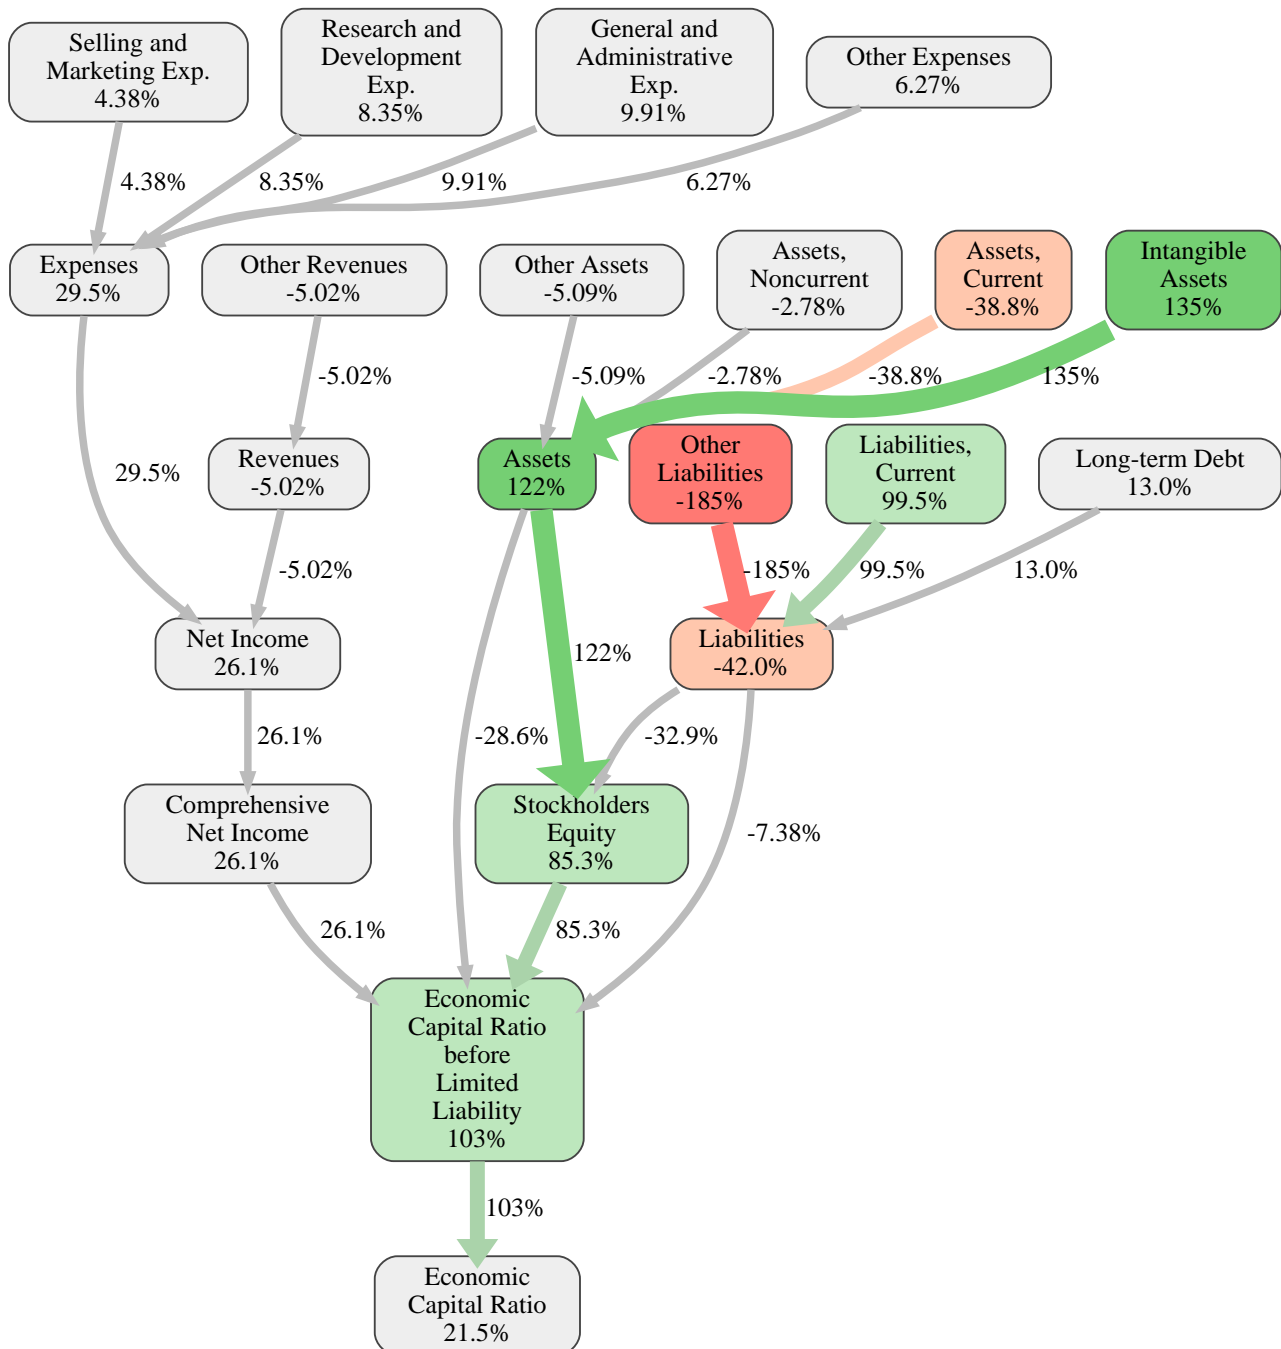 Selling and
Marketing Exp.
4.38%
Research and
Development
Exp.
8.35%
General and
Administrative
Exp.
9.91%
Other Expenses
6.27%
4.38%
8.35%
9.91%
6.27%
Expenses
29.5%
Other Revenues
-5.02%
Other Assets
-5.09%
Assets,
Noncurrent
-2.78%
Assets,
Current
-38.8%
Intangible
Assets
135%
-5.02%
-5.09%
-2.78%
-38.8%
135%
29.5%
Revenues
-5.02%
Assets
122%
Other
Liabilities
-185%
Liabilities,
Current
99.5%
Long-term Debt
13.0%
-5.02%
-185%
99.5%
13.0%
Net Income
26.1%
122%
Liabilities
-42.0%
26.1%
-28.6%
-32.9%
Comprehensive
Net Income
26.1%
Stockholders
Equity
85.3%
-7.38%
26.1%
85.3%
Economic
Capital Ratio
before
Limited
Liability
103%
103%
Economic
Capital Ratio
21.5%